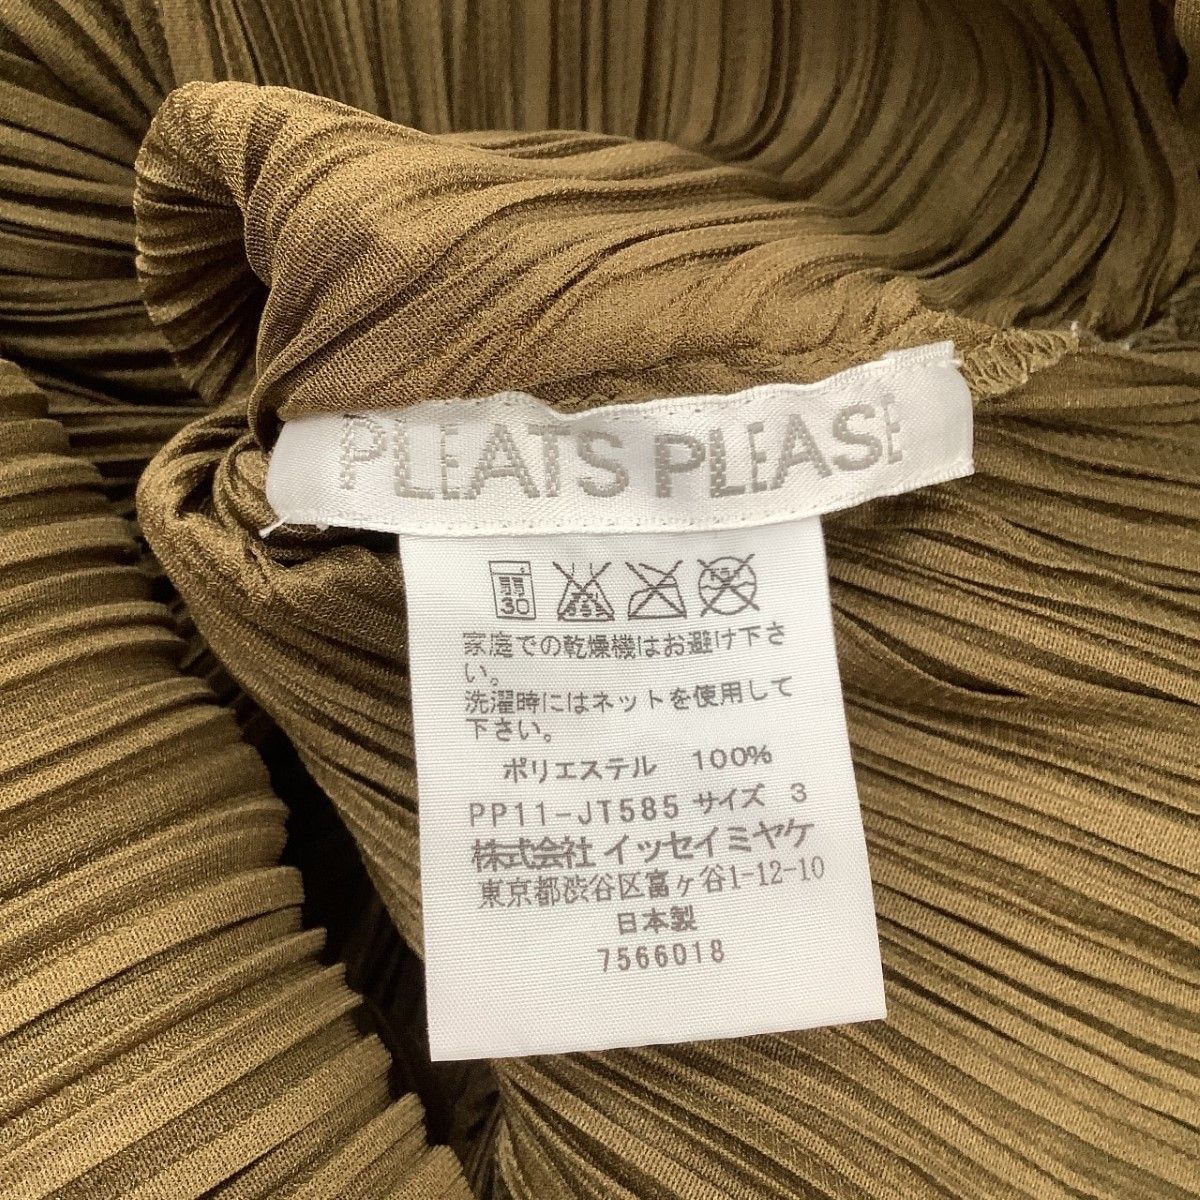 PLEATS PLEASE
弱
30
家庭での乾燥機はお避け下さ
い。
洗濯時にはネットを使用して
下さい。
ポリエステル 100%
PP11-JT585 サイズ 3
株式会社 イッセイミヤケ
東京都渋谷区富ヶ谷1-12-10
日本製
7566018